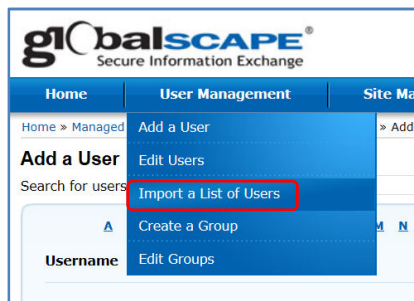 globalSCAPE®
Secure Information Exchange
Home User Management Site Ma
Home » Managed » Add
Add a User
Edit Users
Import a List of Users
Create a Group
Edit Groups
Add a User
Search for users
A M N
Username